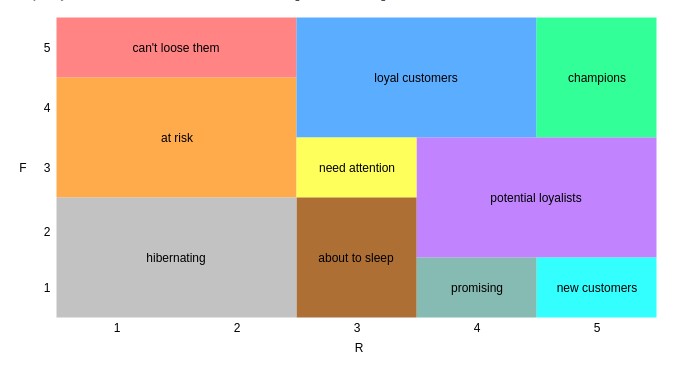 5
can't loose them
loyal customers
champions
4
at risk
F
3
need attention
potential loyalists
2
hibernating
about to sleep
1
promising
new customers
1
2
3
4
5
R